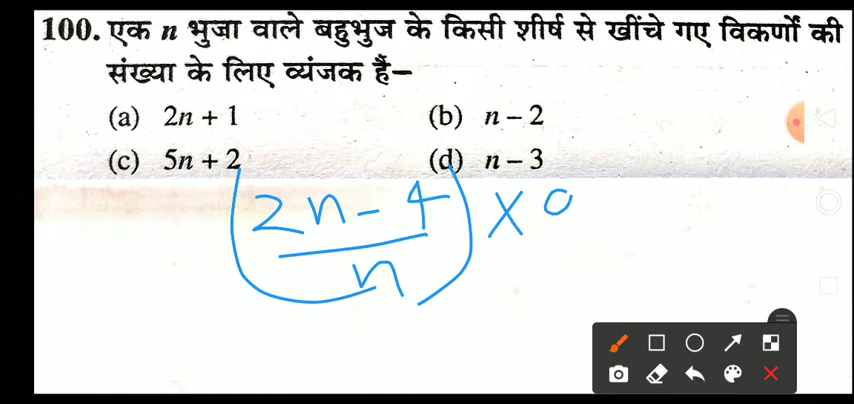 100. एक n भुजा वाले बहुभुज के किसी शीर्ष से खींचे गए विकर्णों की
संख्या के लिए व्यंजक हैं–
(a) 2n + 1 (b) n – 2
(c) 5n + 2 (d) n – 3
(2n - 4 / n) × 0